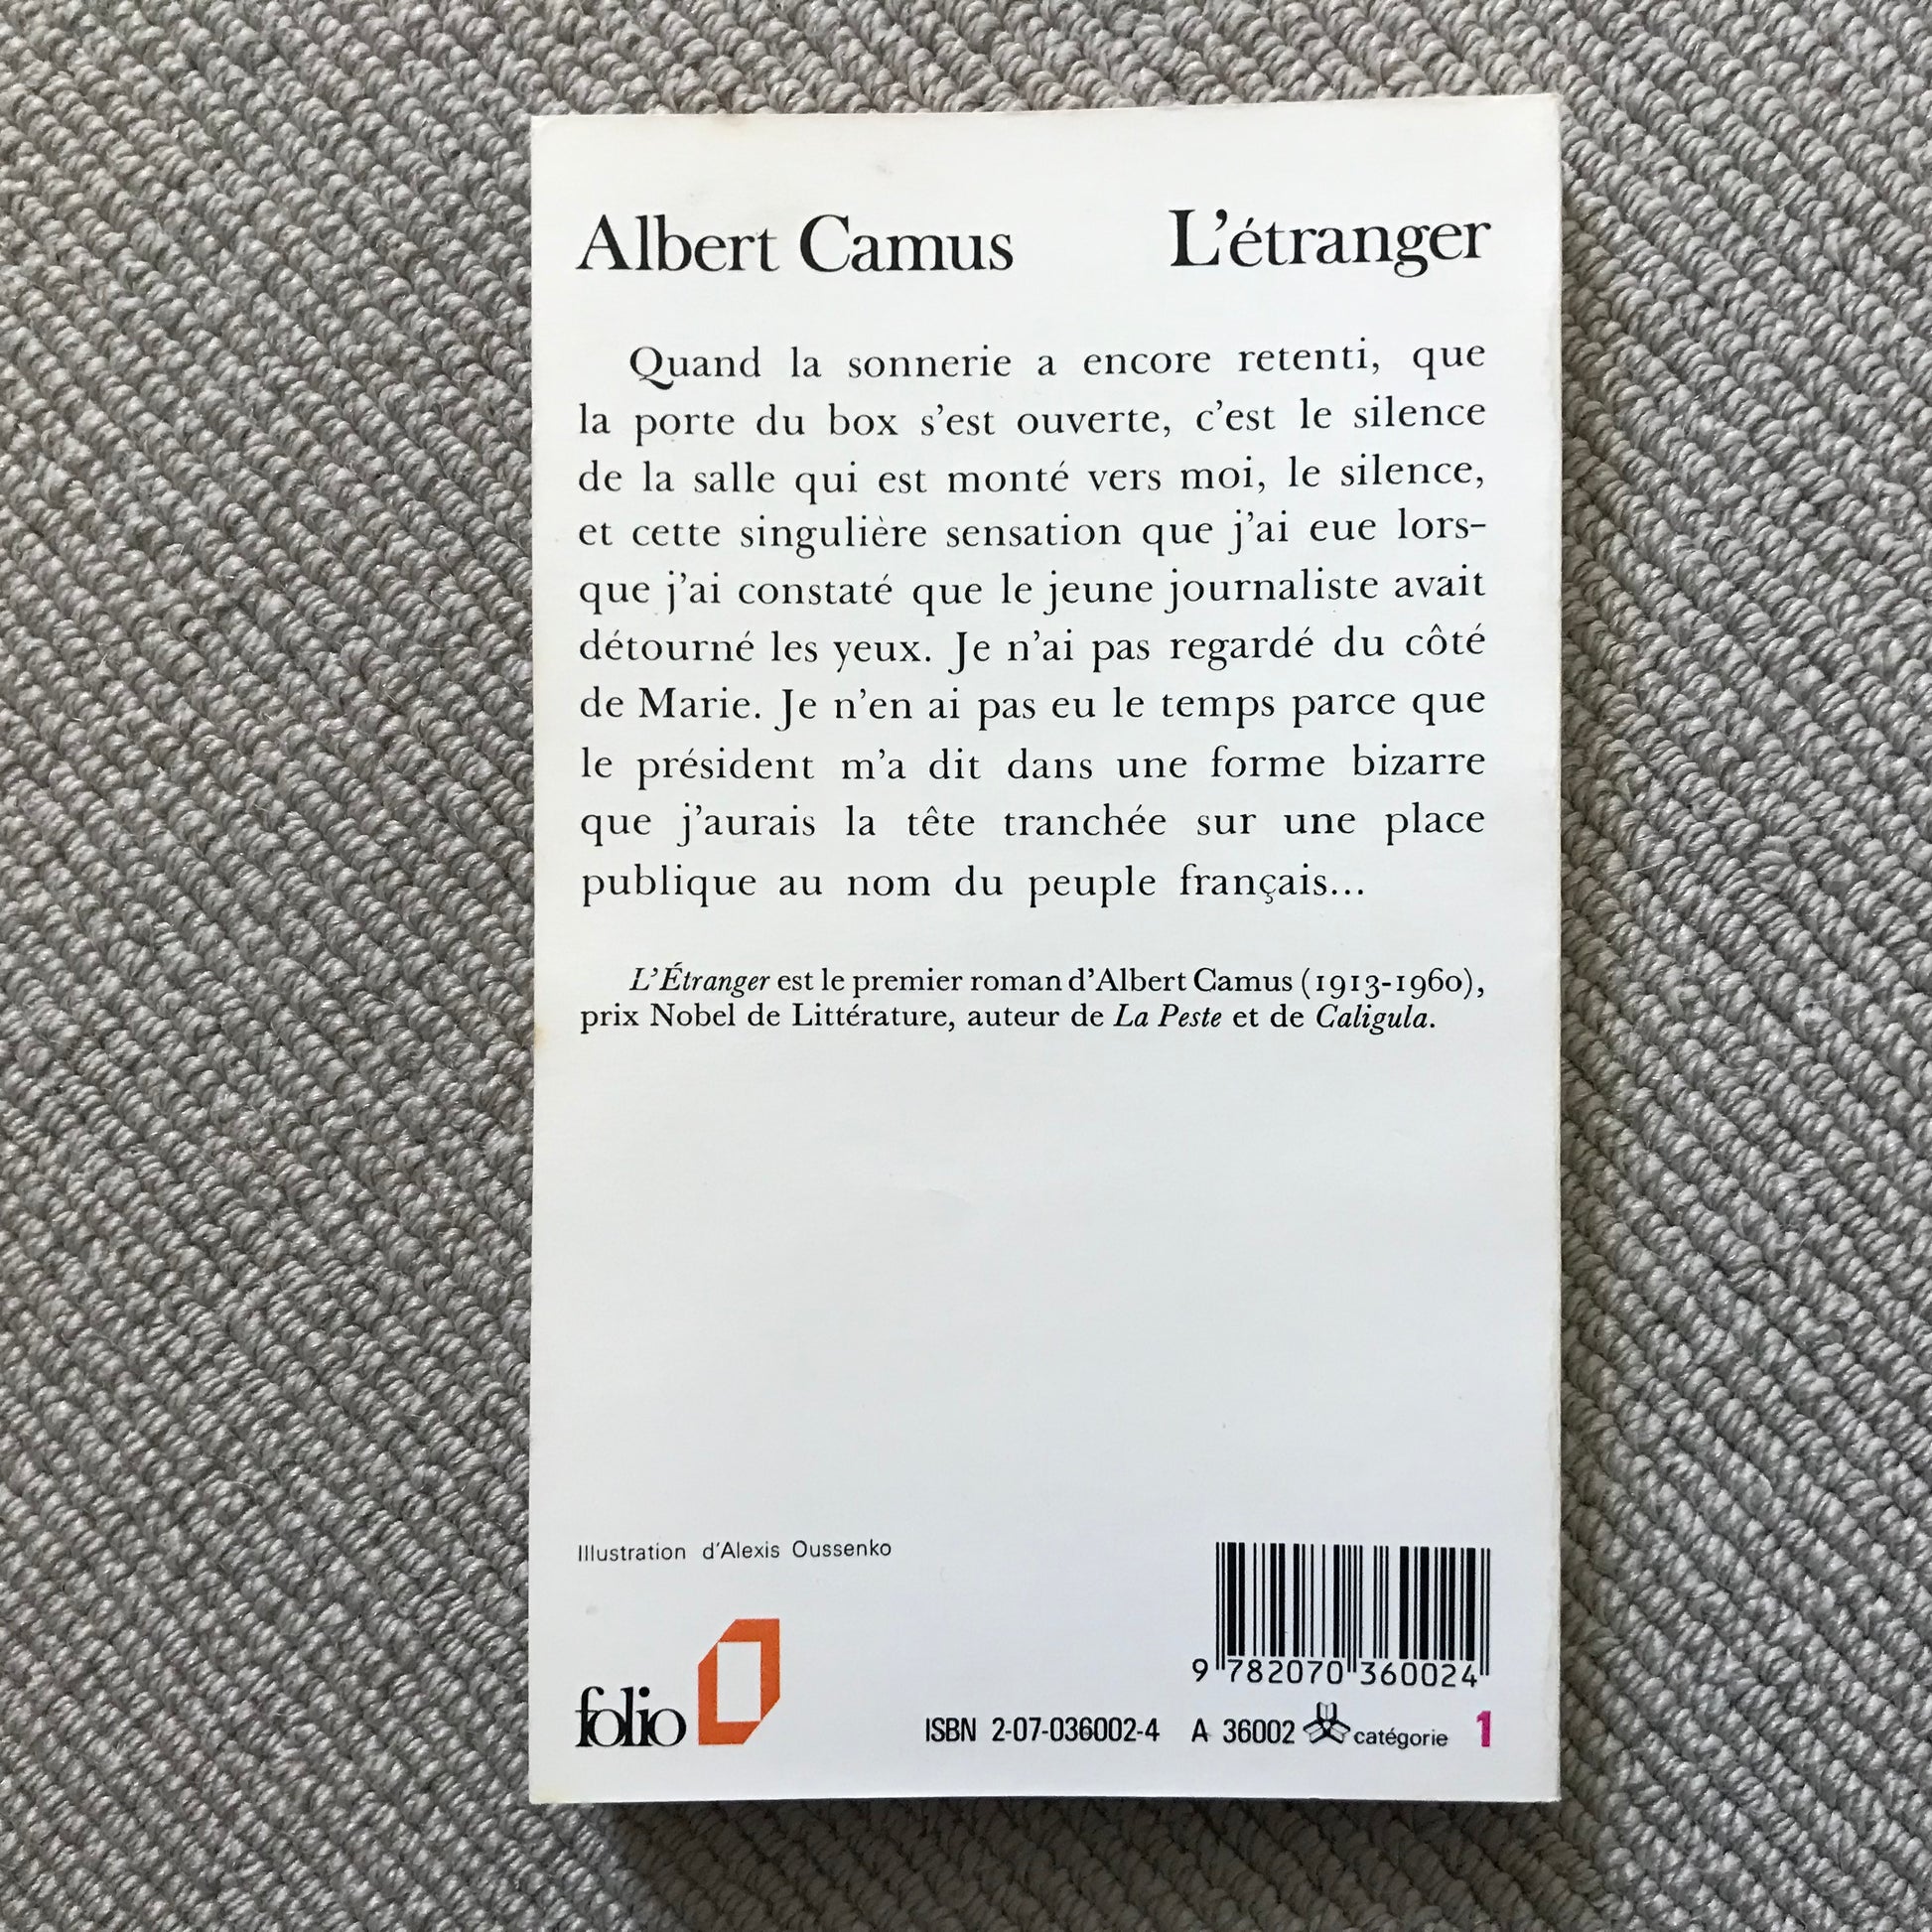 Albert Camus L'étranger
Quand la sonnerie a encore retenti, que
la porte du box s'est ouverte, c'est le silence
de la salle qui est monté vers moi, le silence,
et cette singulière sensation que j'ai eue lors-
que j'ai constaté que le jeune journaliste avait
détourné les yeux. Je n'ai pas regardé du côté
de Marie. Je n'en ai pas eu le temps parce que
le président m'a dit dans une forme bizarre
que j'aurais la tête tranchée sur une place
publique au nom du peuple français...
L'Étranger est le premier roman d'Albert Camus (1913-1960),
prix Nobel de Littérature, auteur de La Peste et de Caligula.
Illustration d'Alexis Oussenko
9 782070 360024
folio
ISBN 2-07-036002-4 A 36002 catégorie 1